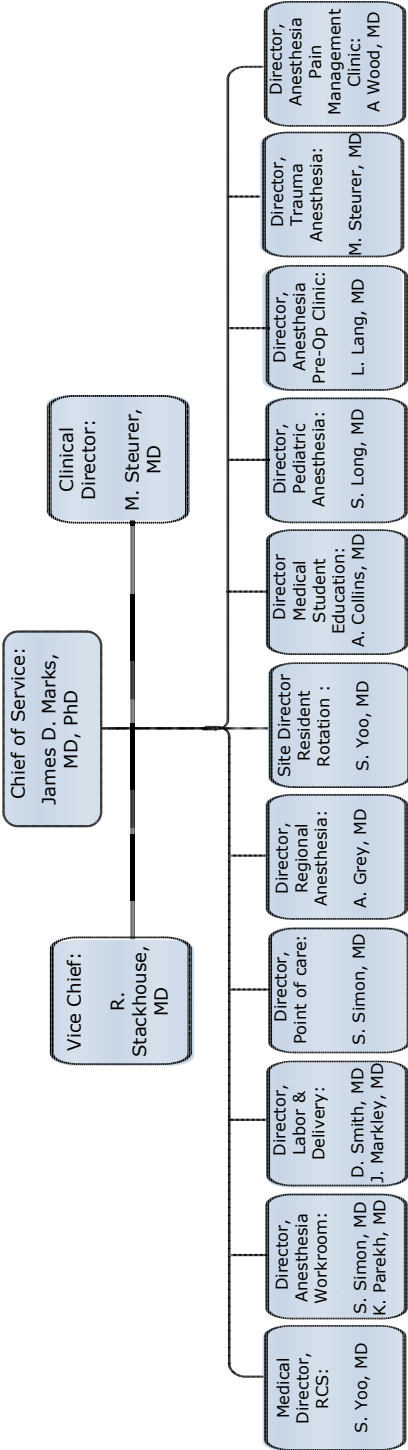 Chief of Service:
James D. Marks,
MD, PhD
Vice Chief:
R.
Stackhouse,
MD
Clinical
Director:
M. Steurer,
MD
Medical
Director,
RCS:
S. Yoo, MD
Director,
Anesthesia
Workroom:
S. Simon, MD
K. Parekh, MD
Director,
Labor &
Delivery:
D. Smith, MD
J. Markley, MD
Director,
Point of care:
S. Simon, MD
Director,
Regional
Anesthesia:
A. Grey, MD
Site Director
Resident
Rotation :
S. Yoo, MD
Director
Medical
Student
Education:
A. Collins, MD
Director,
Pediatric
Anesthesia:
S. Long, MD
Director,
Anesthesia
Pre-Op Clinic:
L. Lang, MD
Director,
Trauma
Anesthesia:
M. Steurer, MD
Director,
Anesthesia
Pain
Management
Clinic:
A Wood, MD